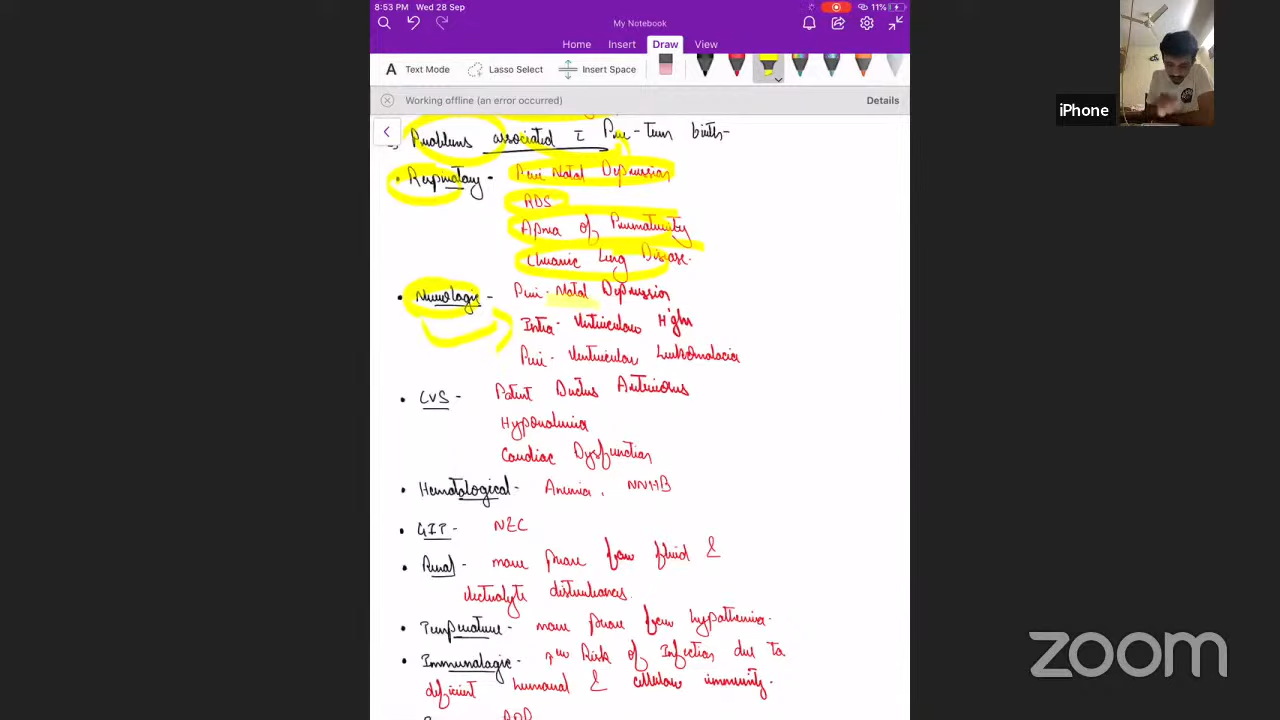 8:53 PM Wed 28 Sep
11%
My Notebook
Home Insert Draw View
Text Mode Lasso Select Insert Space
Working offline (an error occurred) Details
Problems associated c̄ Pre-Term birth-
• Respiratory - Peri Natal Depression
RDS
Apnea of Prematurity
Chronic Lung Disease.
• Neurologic - Peri-Natal Depression
Intra-Ventricular Hghr
Peri-Ventricular Leukomalacia
• CVS - Patent Ductus Arteriosus
Hypovolemia
Cardiac Dysfunction
• Hematological - Anemia, NNHB
• GIT - NEC
• Renal - more prone for fluid &
electrolyte disturbances.
• Temperature - more prone for hypothermia.
• Immunologic - ↑ Risk of Infection due to
deficient humoral & cellular immunity.
ROP
iPhone
zoom